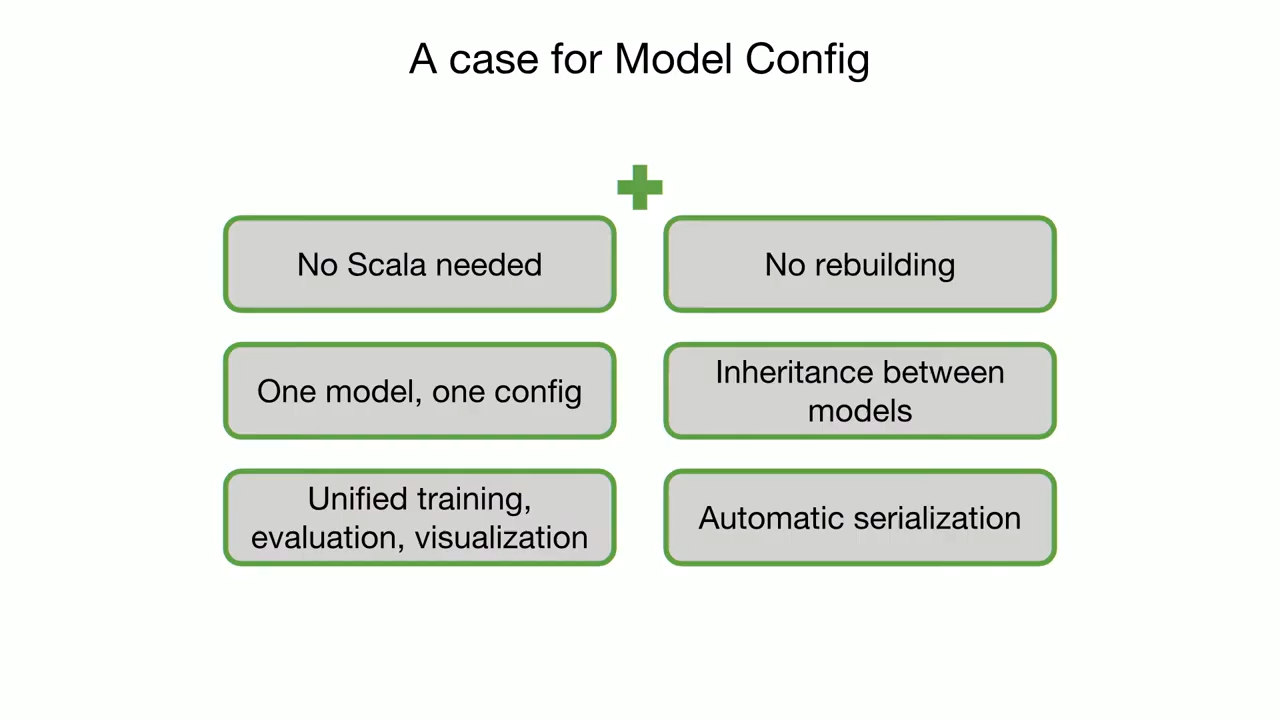 A case for Model Config
No Scala needed
No rebuilding
One model, one config
Inheritance between
models
Unified training,
evaluation, visualization
Automatic serialization